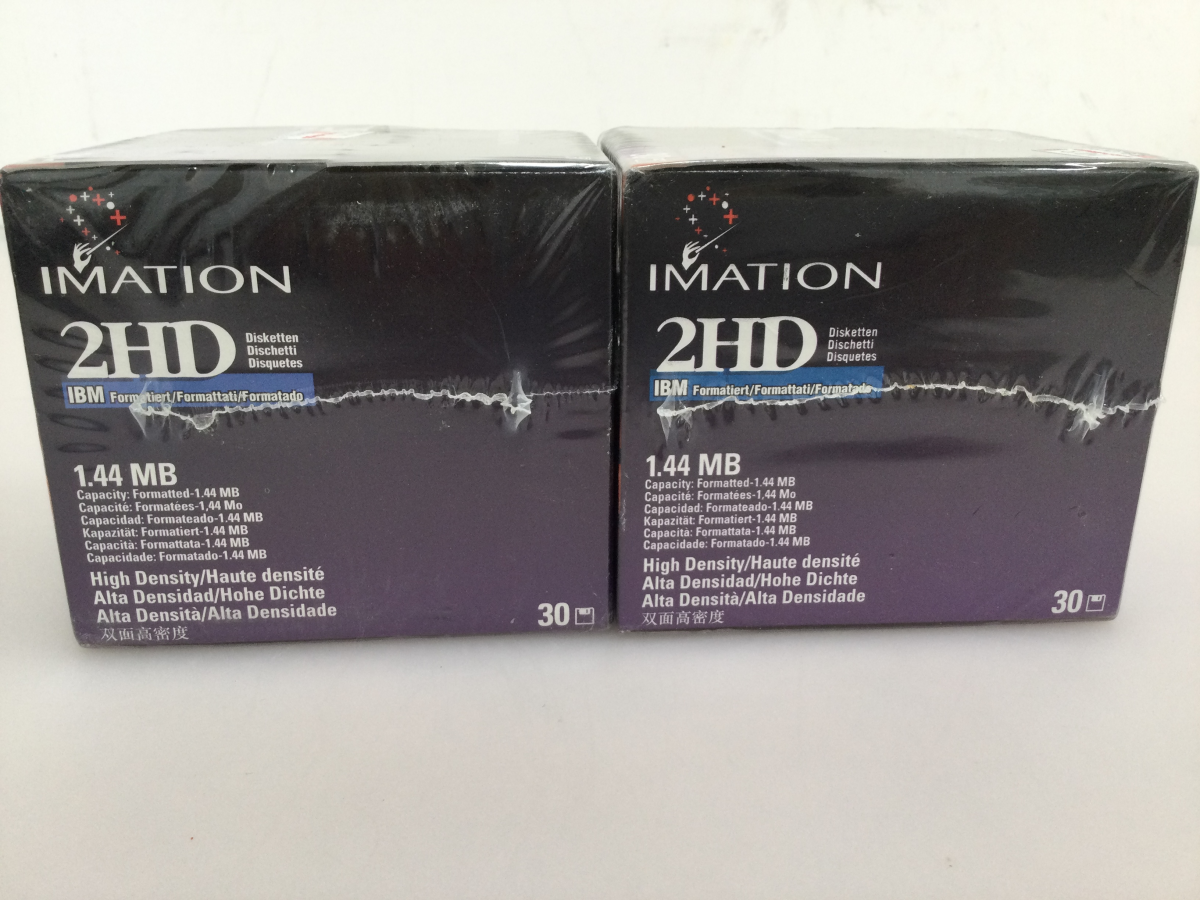 IMATION
2HD
Disketten
Dischetti
Disquetes
IBM Formatiert/Formattati/Formatado
1.44 MB
Capacity: Formatted-1.44 MB
Capacité: Formatées-1,44 Mo
Capacidad: Formateado-1.44 MB
Kapazität: Formatiert-1.44 MB
Capacità: Formattata-1.44 MB
Capacidade: Formatado-1.44 MB
High Density/Haute densité
Alta Densidad/Hohe Dichte
Alta Densità/Alta Densidade
双面高密度
30
IMATION
2HD
Disketten
Dischetti
Disquetes
IBM Formatiert/Formattati/Formatado
1.44 MB
Capacity: Formatted-1.44 MB
Capacité: Formatées-1,44 Mo
Capacidad: Formateado-1.44 MB
Kapazität: Formatiert-1.44 MB
Capacità: Formattata-1.44 MB
Capacidade: Formatado-1.44 MB
High Density/Haute densité
Alta Densidad/Hohe Dichte
Alta Densità/Alta Densidade
双面高密度
30